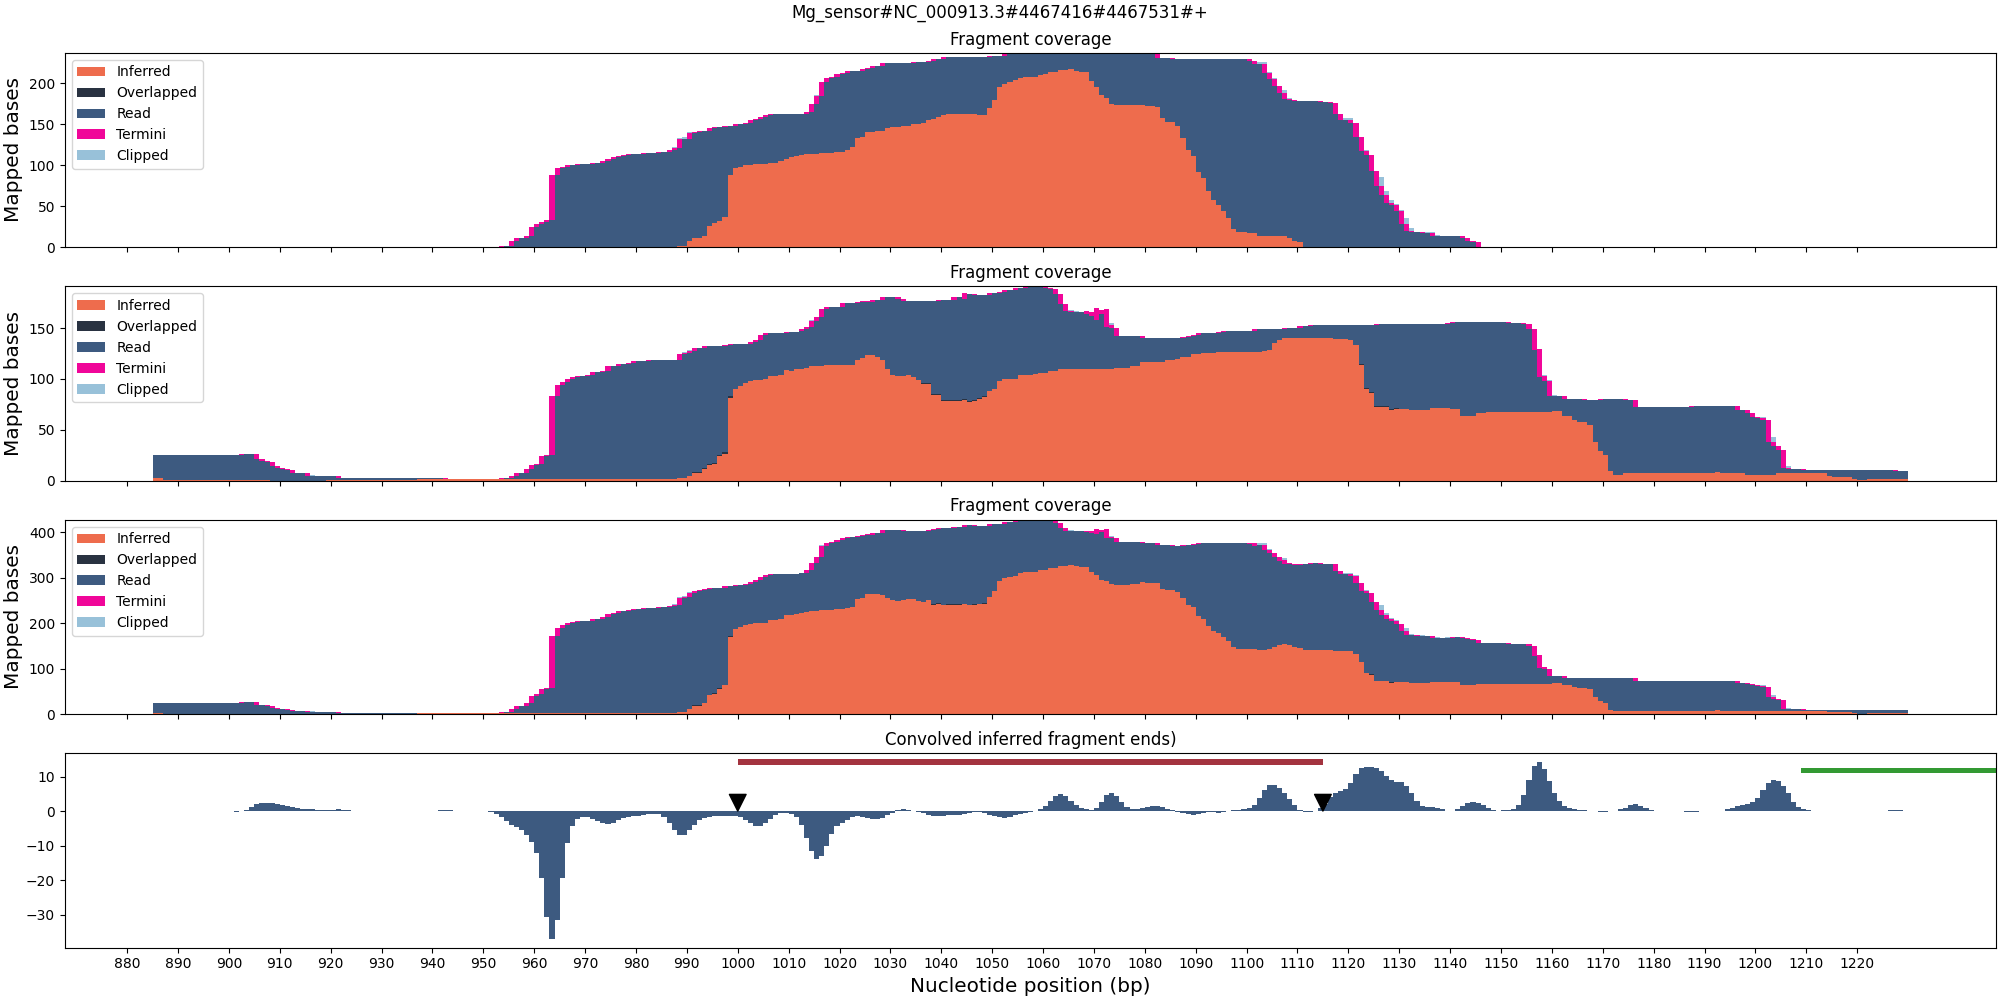 Mg_sensor#NC_000913.3#4467416#4467531#+
Fragment coverage
Mapped bases
200
150
100
50
0
Inferred
Overlapped
Read
Termini
Clipped
Fragment coverage
Mapped bases
150
100
50
0
Inferred
Overlapped
Read
Termini
Clipped
Fragment coverage
Mapped bases
400
300
200
100
0
Inferred
Overlapped
Read
Termini
Clipped
Convolved inferred fragment ends)
10
0
−10
−20
−30
880 890 900 910 920 930 940 950 960 970 980 990 1000 1010 1020 1030 1040 1050 1060 1070 1080 1090 1100 1110 1120 1130 1140 1150 1160 1170 1180 1190 1200 1210 1220
Nucleotide position (bp)